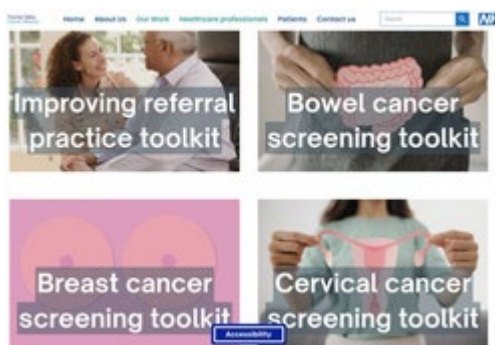 Home About Us Our Work Healthcare professionals Patients Contact us Search
Improving referral
practice toolkit
Bowel cancer
screening toolkit
Breast cancer
screening toolkit
Cervical cancer
screening toolkit
Accessibility